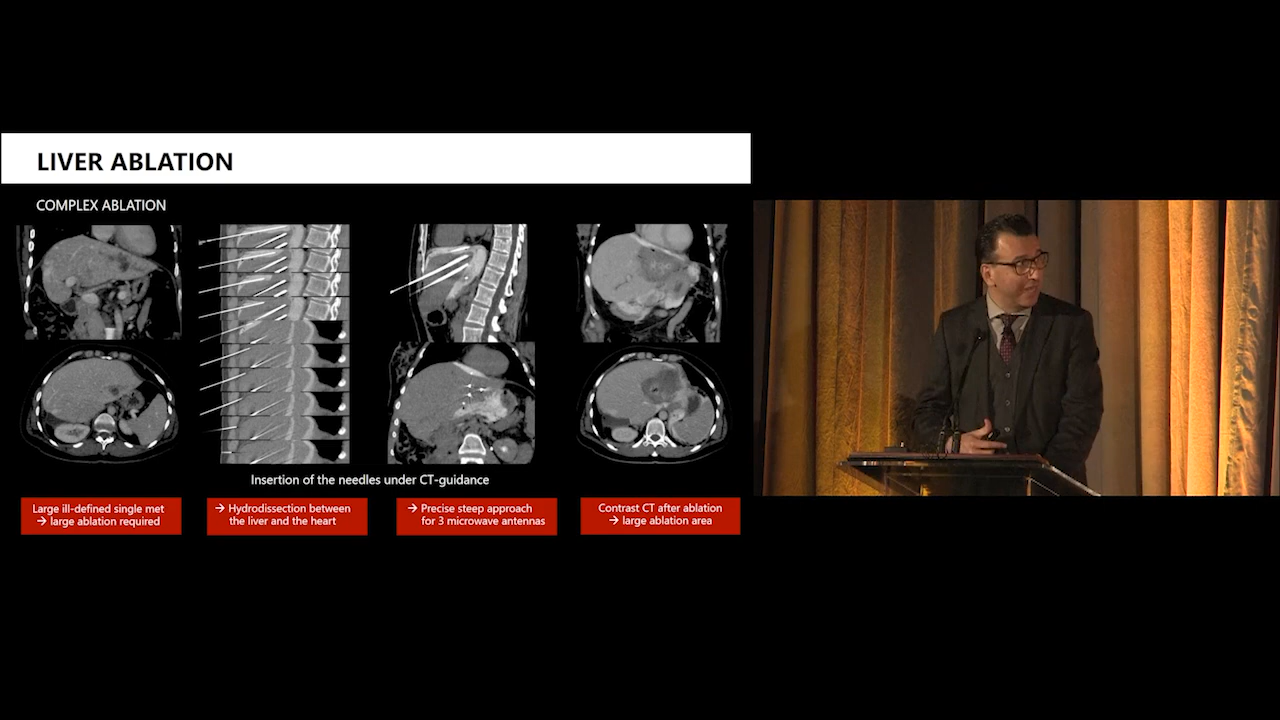 LIVER ABLATION
COMPLEX ABLATION
Insertion of the needles under CT-guidance
Large ill-defined single met
→ large ablation required
→ Hydrodissection between
the liver and the heart
→ Precise steep approach
for 3 microwave antennas
Contrast CT after ablation
→ large ablation area